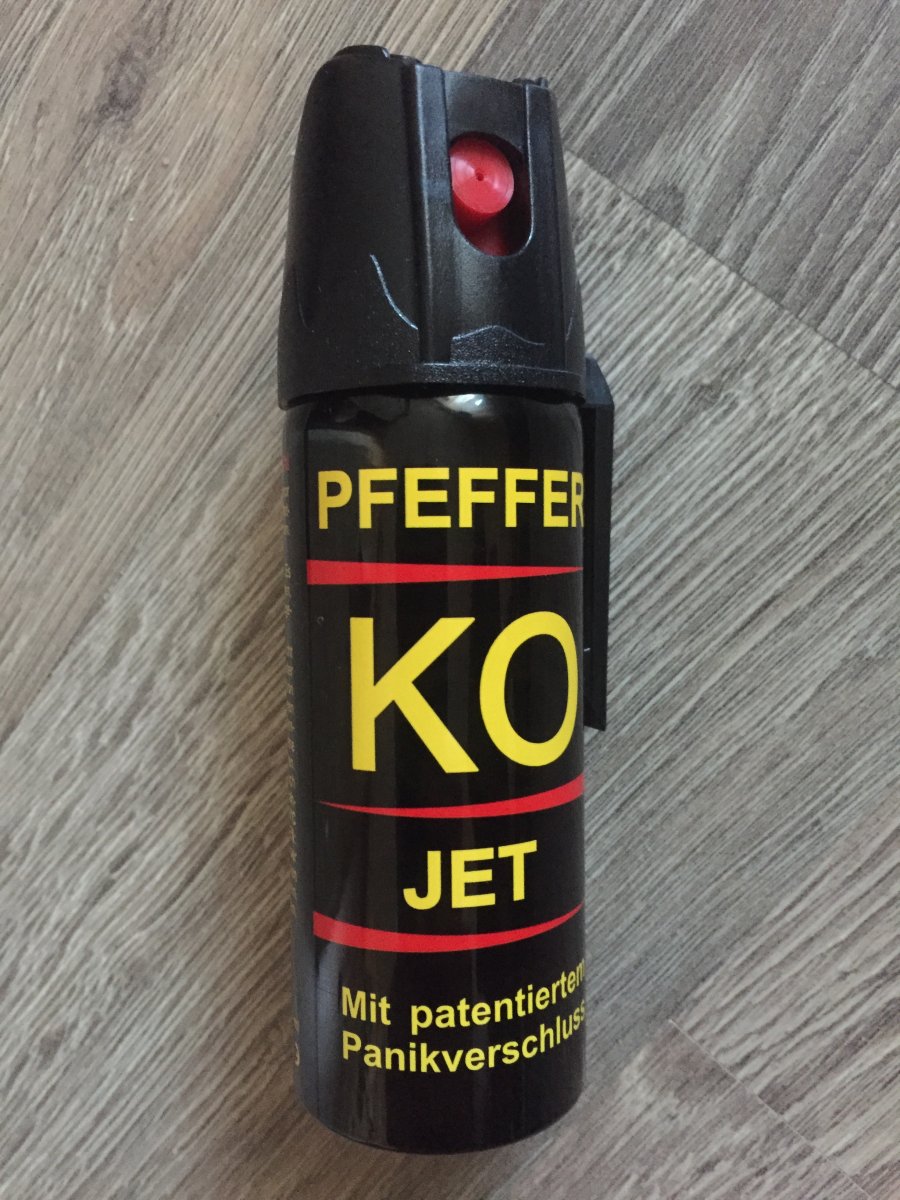 PFEFFER
KO
JET
Mit patentiertem
Panikverschluss